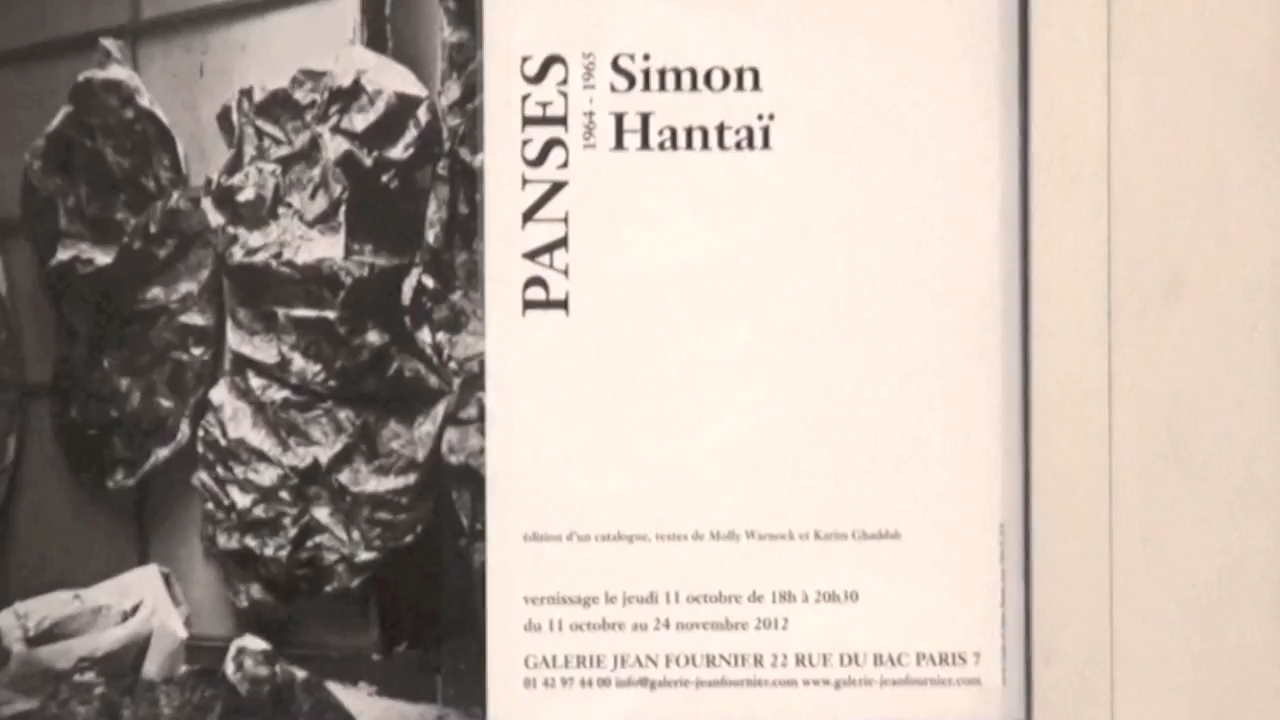 PANSES
1964 - 1965
Simon
Hantaï
édition d'un catalogue, textes de Molly Warnock et Karim Ghaddab
vernissage le jeudi 11 octobre de 18h à 20h30
du 11 octobre au 24 novembre 2012
GALERIE JEAN FOURNIER 22 RUE DU BAC PARIS 7
01 42 97 44 00 info@galerie-jeanfournier.com www.galerie-jeanfournier.com